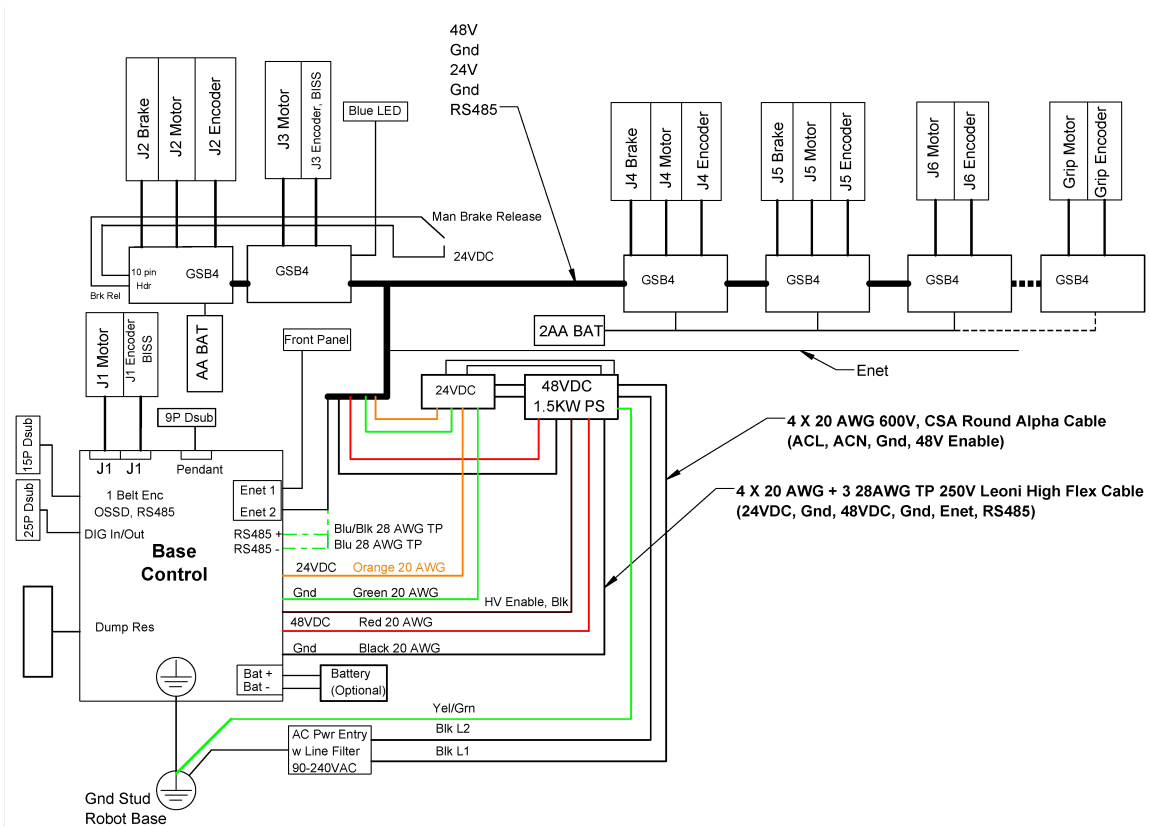 48V
Gnd
24V
Gnd
RS485
J2 Brake
J2 Motor
J2 Encoder
J3 Motor
J3 Encoder, BISS
Blue LED
J4 Brake
J4 Motor
J4 Encoder
J5 Brake
J5 Motor
J5 Encoder
J6 Motor
J6 Encoder
Grip Motor
Grip Encoder
Man Brake Release
24VDC
10 pin
Hdr
GSB4
GSB4
GSB4
GSB4
GSB4
GSB4
Brk Rel
AA BAT
2AA BAT
J1 Motor
J1 Encoder
BISS
Front Panel
Enet
24VDC
48VDC
1.5KW PS
9P Dsub
15P Dsub
25P Dsub
4 X 20 AWG 600V, CSA Round Alpha Cable
(ACL, ACN, Gnd, 48V Enable)
J1
J1
Pendant
1 Belt Enc
OSSD, RS485
DIG In/Out
Enet 1
Enet 2
4 X 20 AWG + 3 28AWG TP 250V Leoni High Flex Cable
(24VDC, Gnd, 48VDC, Gnd, Enet, RS485)
RS485 +
RS485 -
Blu/Blk 28 AWG TP
Blu 28 AWG TP
Base
Control
24VDC
Orange 20 AWG
Gnd
Green 20 AWG
HV Enable, Blk
Dump Res
48VDC
Red 20 AWG
Gnd
Black 20 AWG
Bat +
Bat -
Battery
(Optional)
Yel/Grn
AC Pwr Entry
w Line Filter
90-240VAC
Blk L2
Blk L1
Gnd Stud
Robot Base